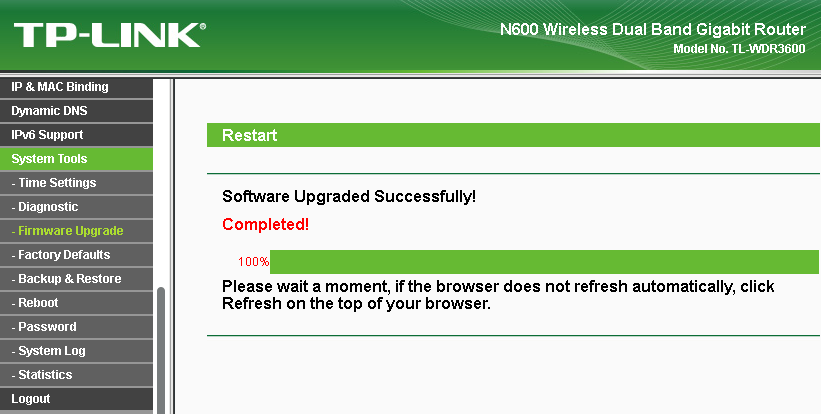 TP-LINK®
N600 Wireless Dual Band Gigabit Router
Model No. TL-WDR3600
IP & MAC Binding
Dynamic DNS
IPv6 Support
System Tools
- Time Settings
- Diagnostic
- Firmware Upgrade
- Factory Defaults
- Backup & Restore
- Reboot
- Password
- System Log
- Statistics
Logout
Restart
Software Upgraded Successfully!
Completed!
100%
Please wait a moment, if the browser does not refresh automatically, click
Refresh on the top of your browser.